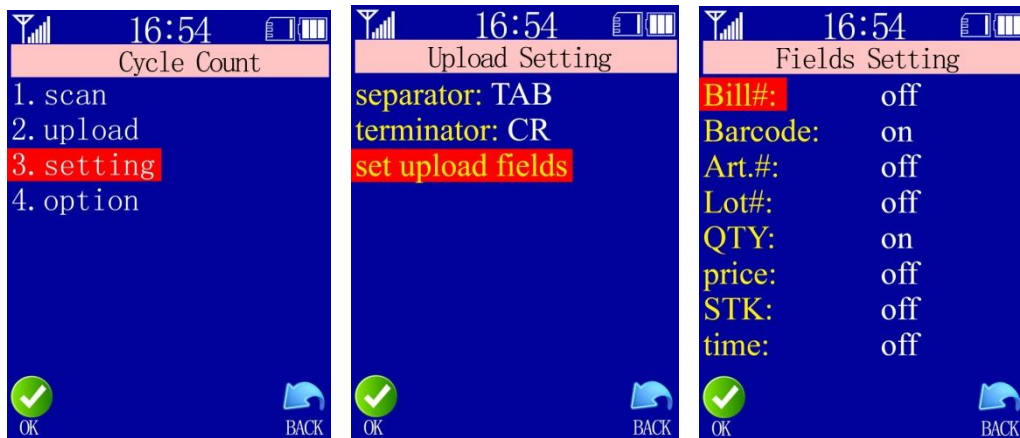 16:54
Cycle Count
1. scan
2. upload
3. setting
4. option
OK BACK
16:54
Upload Setting
separator: TAB
terminator: CR
set upload fields
OK BACK
16:54
Fields Setting
Bill#: off
Barcode: on
Art.#: off
Lot#: off
QTY: on
price: off
STK: off
time: off
OK BACK